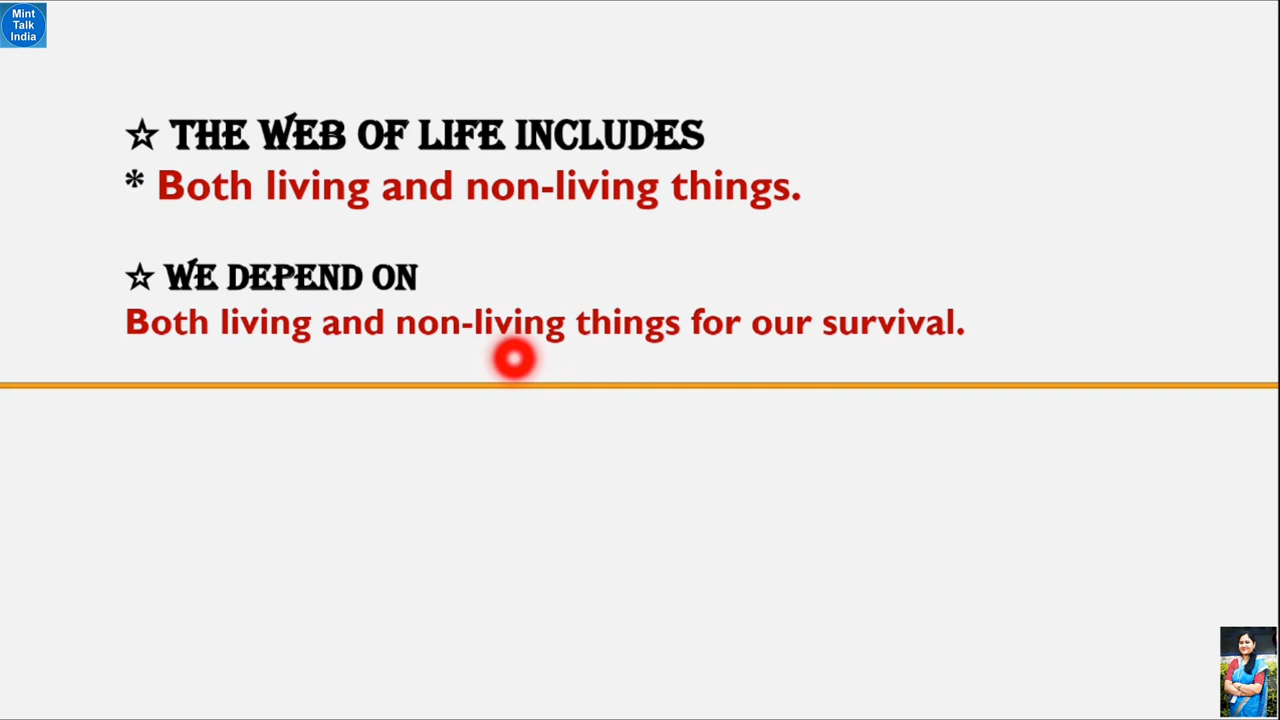 Mint
Talk
India
☆ THE WEB OF LIFE INCLUDES
* Both living and non-living things.
☆ WE DEPEND ON
Both living and non-living things for our survival.